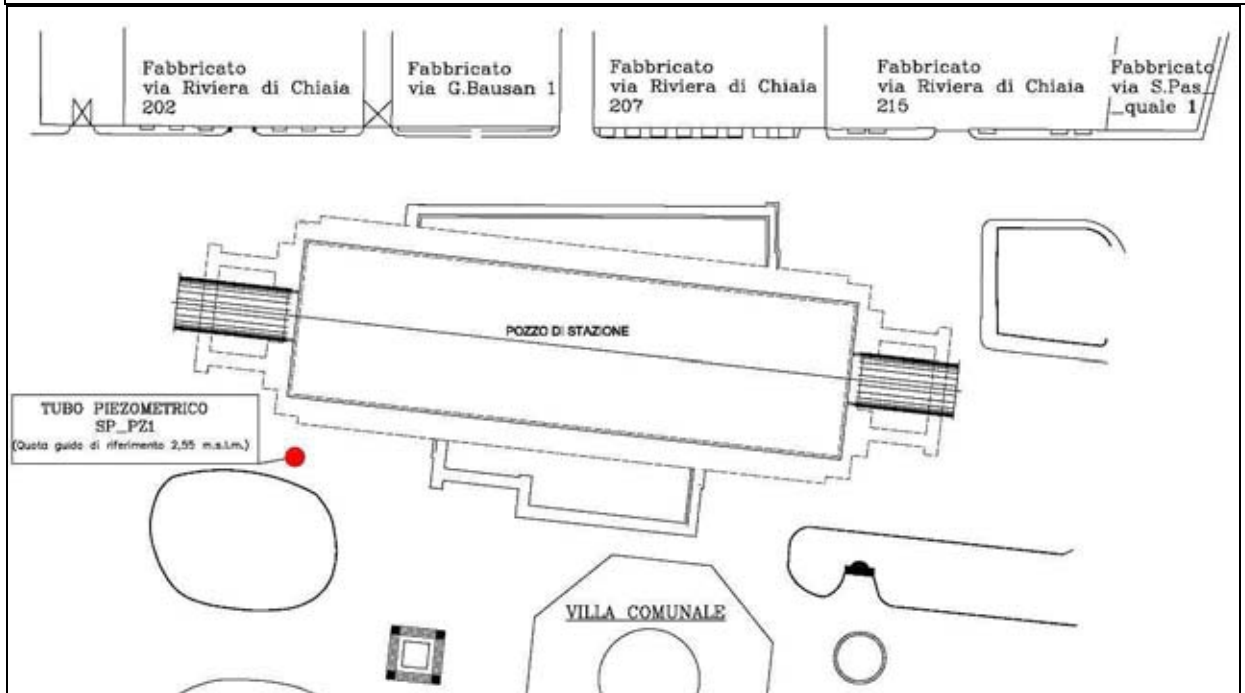 Fabbricato
via Riviera di Chiaia
202
Fabbricato
via G.Bausan 1
Fabbricato
via Riviera di Chiaia
207
Fabbricato
via Riviera di Chiaia
215
Fabbricato
via S.Pas_
_quale 1
POZZO DI STAZIONE
TUBO PIEZOMETRICO
SP_PZ1
(Quota guida di riferimento 2,55 m.s.l.m.)
VILLA COMUNALE